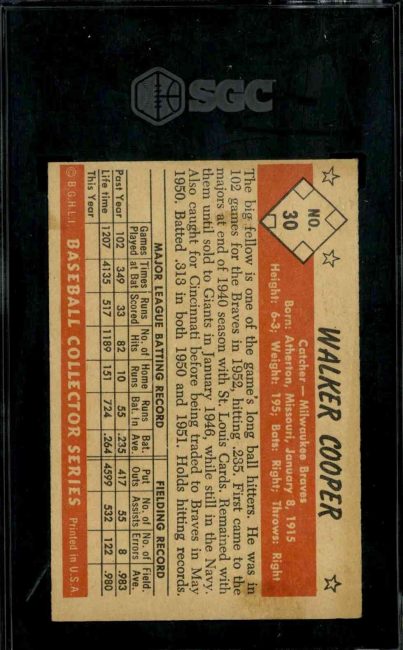 SGC
NO.
30
WALKER COOPER
Catcher — Milwaukee Braves
Born: Atherton, Missouri, January 8, 1915
Height: 6-3; Weight: 195; Bats: Right; Throws: Right
The big fellow is one of the game's long ball hitters. He was in
102 games for the Braves in 1952, hitting .235. First came to the
majors at end of 1940 season with St. Louis Cards. Remained with
them until sold to Giants in January 1946, while still in the Navy.
Also caught for Cincinnati before being traded to Braves in May
1950. Batted .313 in both 1950 and 1951. Holds hitting records.
MAJOR LEAGUE BATTING RECORD FIELDING RECORD
Games Times Runs No. of Home Runs Bat. Put No. of No. of Field.
Played at Bat Scored Hits Runs Bat. In Ave. Outs Assists Errors Ave.
Past Year 102 349 33 82 10 55 .235 417 55 8 .983
Life time 1207 4135 517 1189 151 724 .264 4599 532 122 .980
This Year
© B.G.H.L.I. BASEBALL COLLECTOR SERIES Printed in U.S.A.